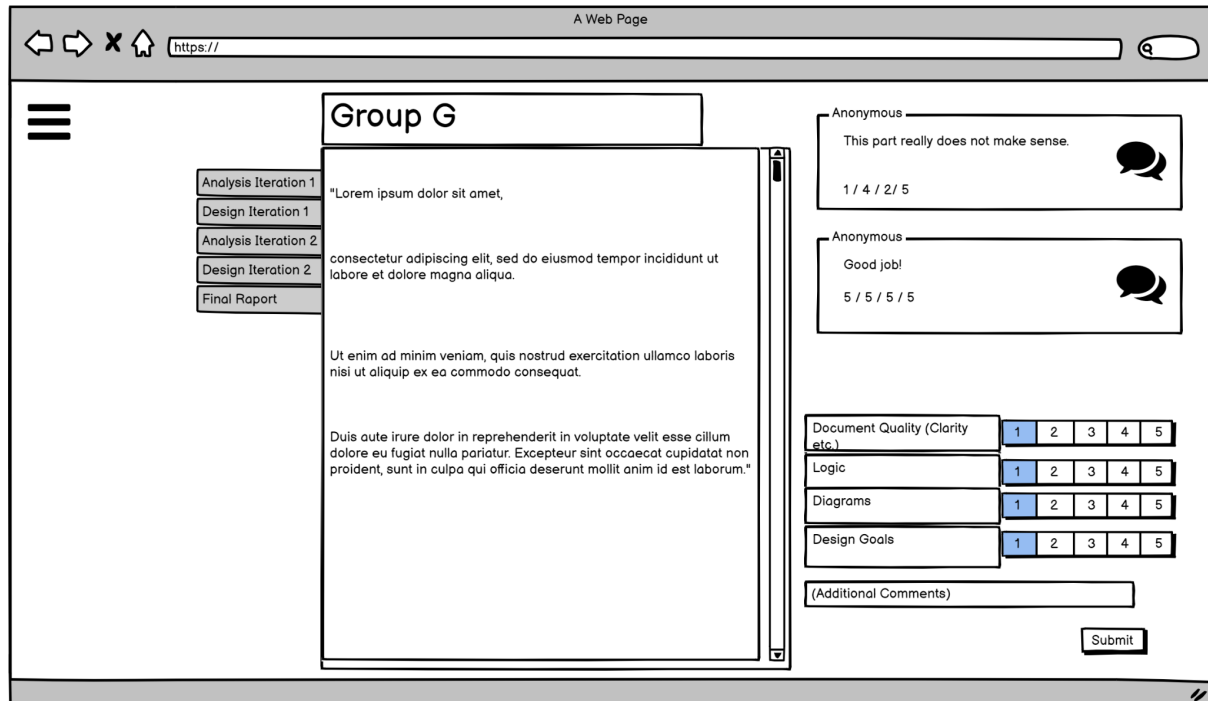 A Web Page
https://
Group G
Analysis Iteration 1
Design Iteration 1
Analysis Iteration 2
Design Iteration 2
Final Raport
"Lorem ipsum dolor sit amet,
consectetur adipiscing elit, sed do eiusmod tempor incididunt ut
labore et dolore magna aliqua.
Ut enim ad minim veniam, quis nostrud exercitation ullamco laboris
nisi ut aliquip ex ea commodo consequat.
Duis aute irure dolor in reprehenderit in voluptate velit esse cillum
dolore eu fugiat nulla pariatur. Excepteur sint occaecat cupidatat non
proident, sunt in culpa qui officia deserunt mollit anim id est laborum."
Anonymous
This part really does not make sense.
1 / 4 / 2/ 5
Anonymous
Good job!
5 / 5 / 5 / 5
Document Quality (Clarity
etc.)
1 2 3 4 5
Logic
1 2 3 4 5
Diagrams
1 2 3 4 5
Design Goals
1 2 3 4 5
(Additional Comments)
Submit